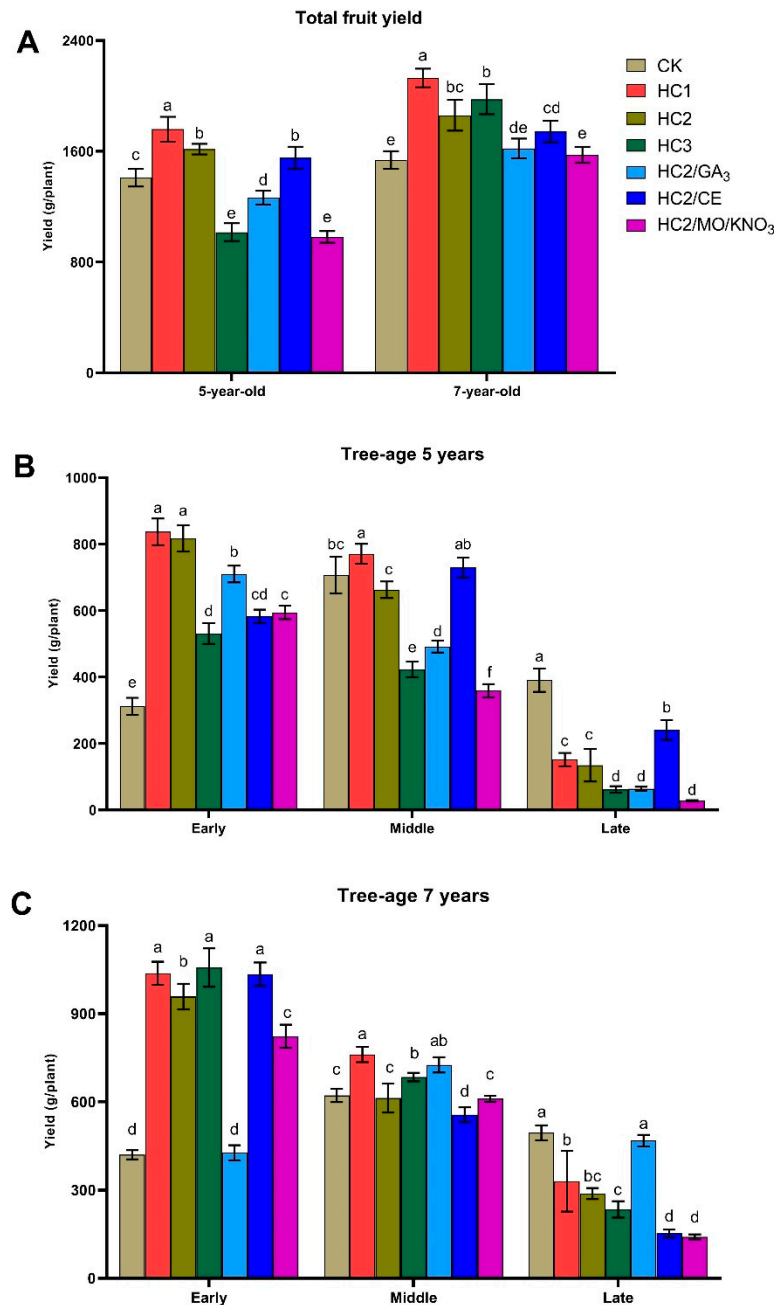 A
Total fruit yield
2400
1600
800
0
Yield (g/plant)
c a b e d b e
e a bc b de cd e
5-year-old 7-year-old
CK
HC1
HC2
HC3
HC2/GA₃
HC2/CE
HC2/MO/KNO₃
B
Tree-age 5 years
1000
800
600
400
200
0
Yield (g/plant)
e a a d b cd c
bc a c e d ab f
a c c d d b d
Early Middle Late
C
Tree-age 7 years
1200
900
600
300
0
Yield (g/plant)
d a b a d a c
c a c b ab d c
a b bc c a d d
Early Middle Late